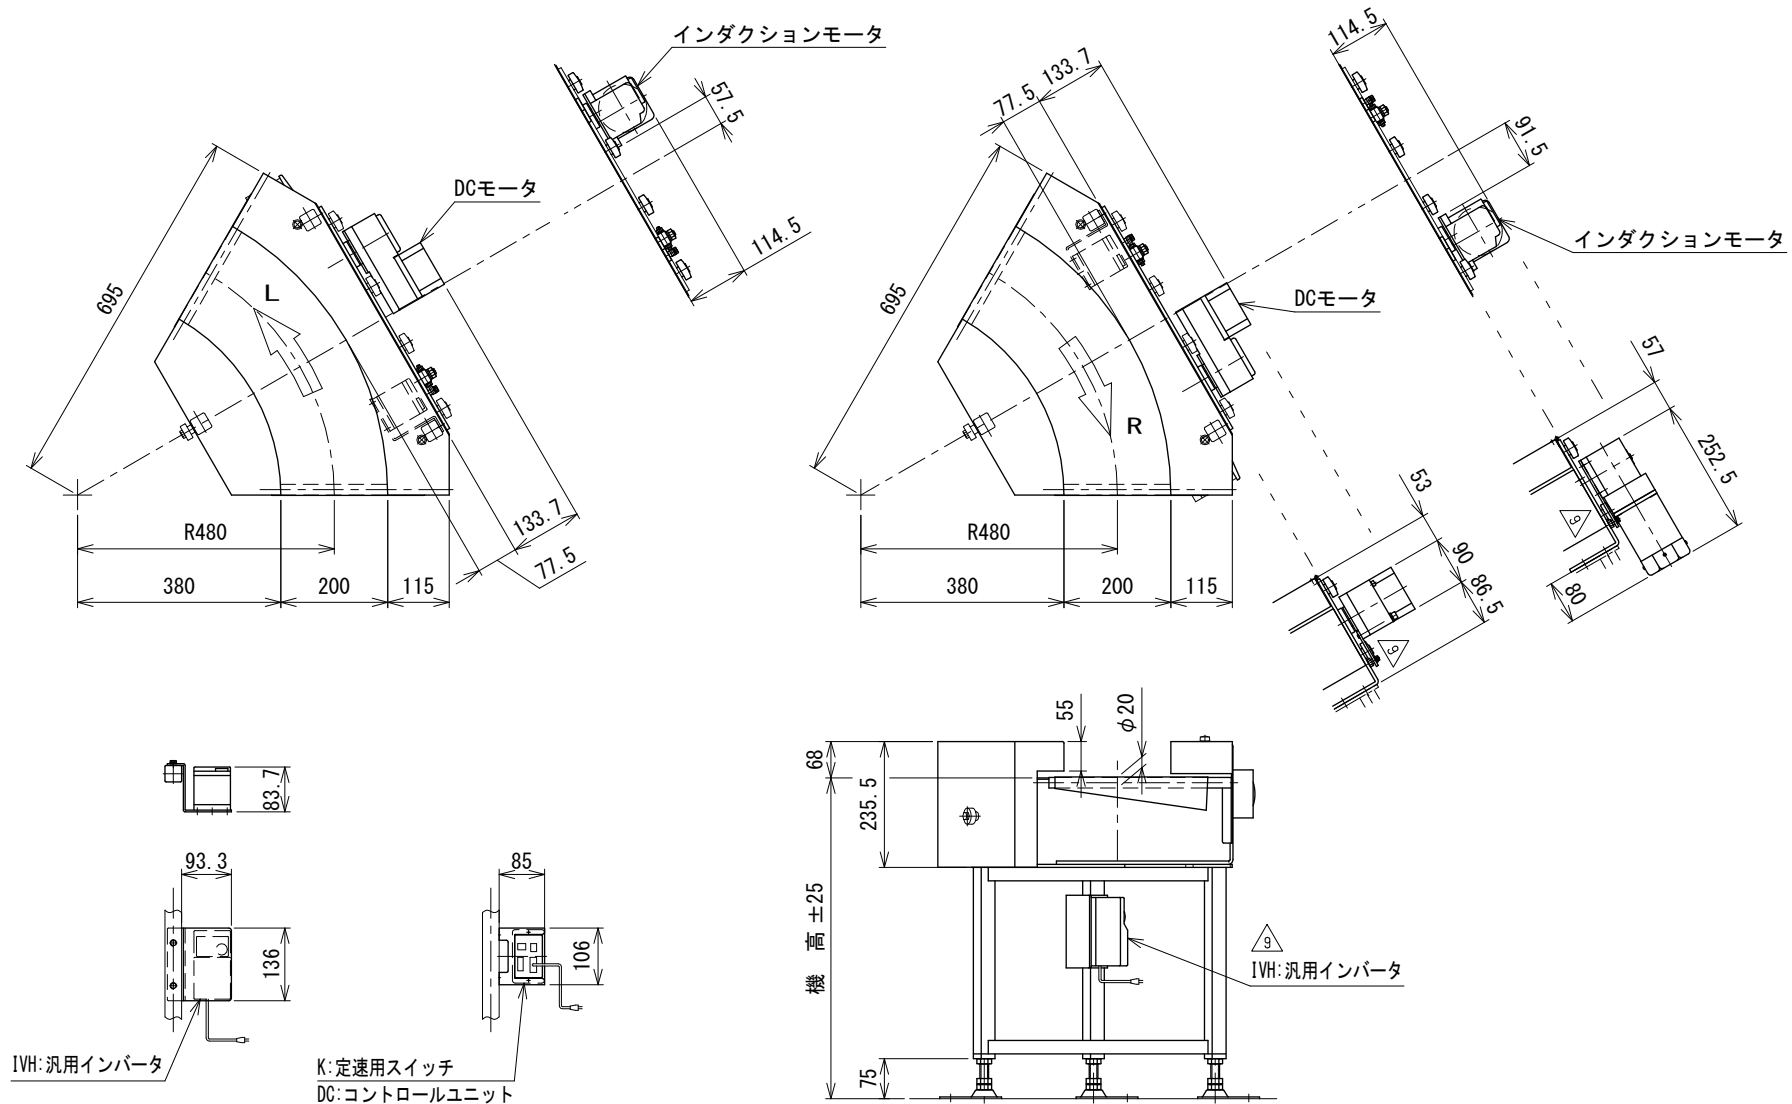 インダクションモータ
57.5
DCモータ
114.5
695
L
R480
133.7
77.5
380
200
115
114.5
133.7
77.5
91.5
インダクションモータ
DCモータ
695
R
R480
380
200
115
57
252.5
9
80
53
90
86.5
9
83.7
93.3
136
IVH:汎用インバータ
85
106
K:定速用スイッチ
DC:コントロールユニット
55
φ20
68
235.5
機 高 ±25
75
9
IVH:汎用インバータ